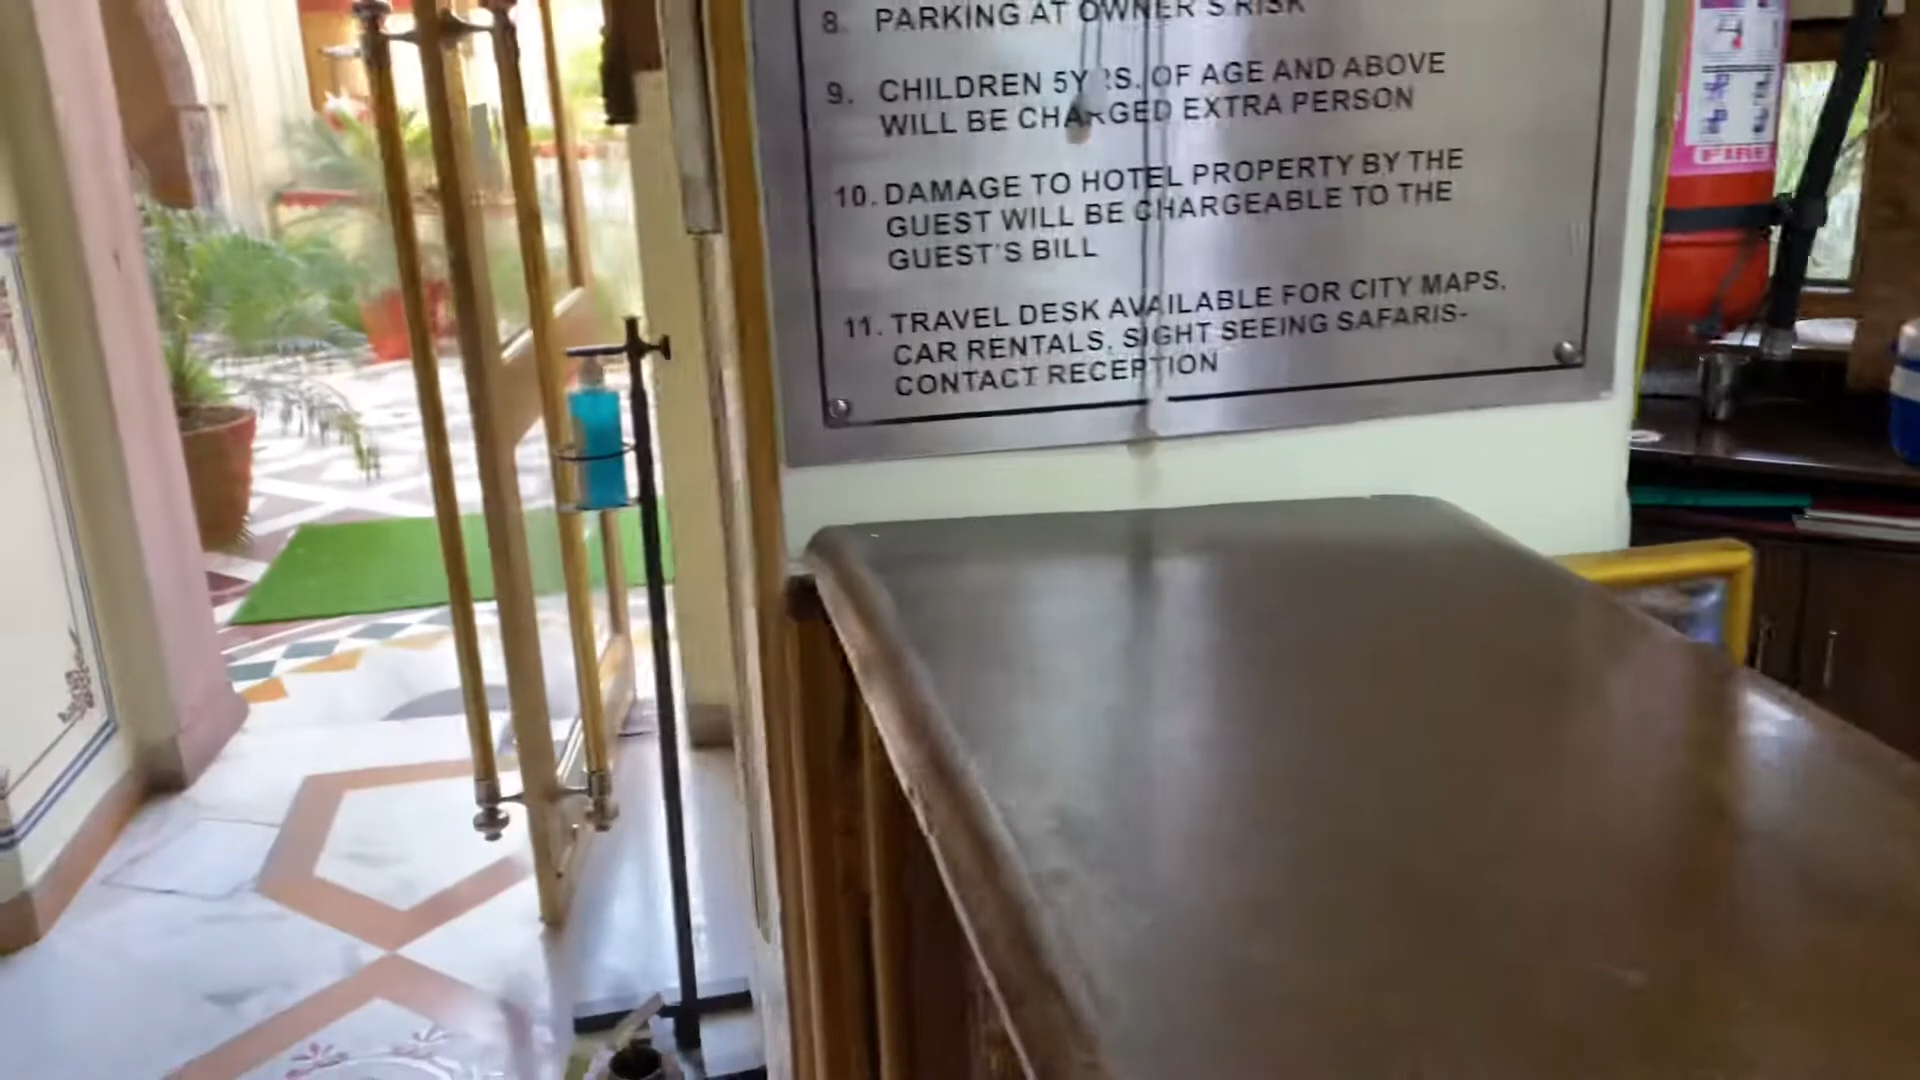 8. PARKING AT OWNER'S RISK
9. CHILDREN 5Y S. OF AGE AND ABOVE
WILL BE CHARGED EXTRA PERSON
10. DAMAGE TO HOTEL PROPERTY BY THE
GUEST WILL BE CHARGEABLE TO THE
GUEST'S BILL
11. TRAVEL DESK AVAILABLE FOR CITY MAPS.
CAR RENTALS, SIGHT SEEING SAFARIS-
CONTACT RECEPTION
FIRE